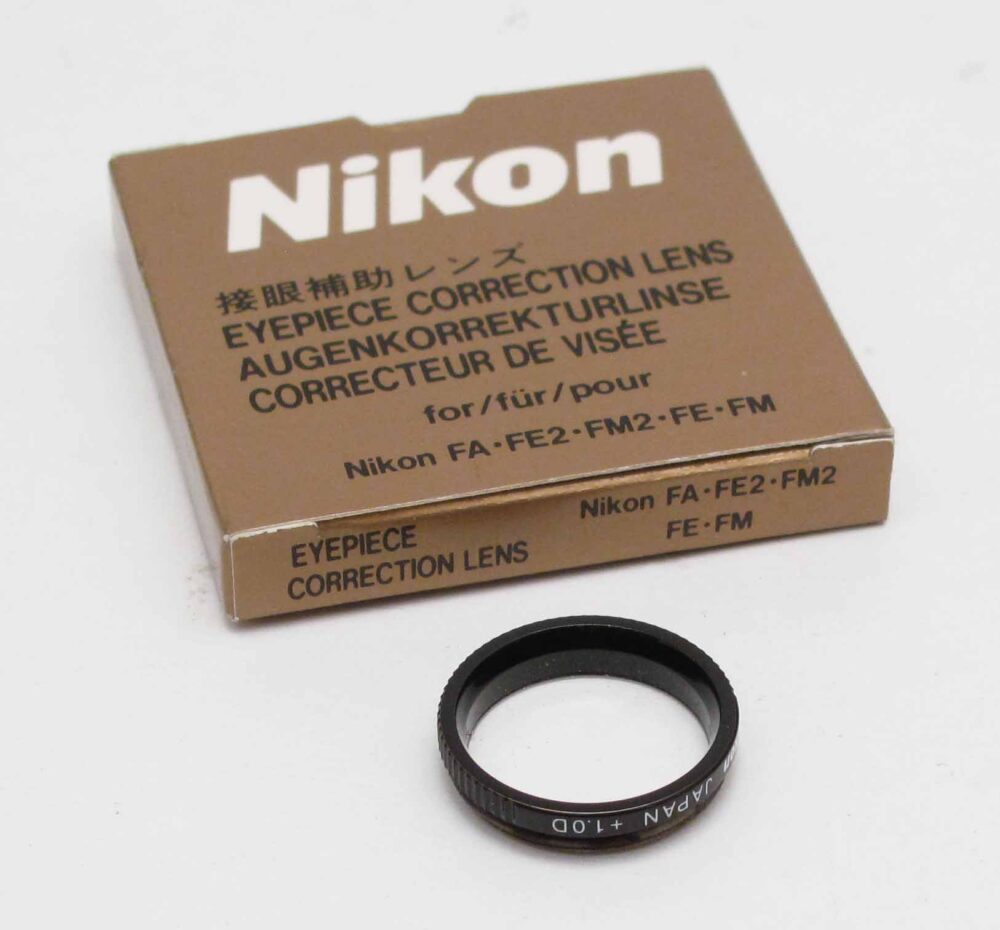 Nikon
接眼補助レンズ
EYEPIECE CORRECTION LENS
AUGENKORREKTURLINSE
CORRECTEUR DE VISÉE
for/für/pour
Nikon FA·FE2·FM2·FE·FM
EYEPIECE
CORRECTION LENS
Nikon FA·FE2·FM2
FE·FM
JAPAN +1.0D